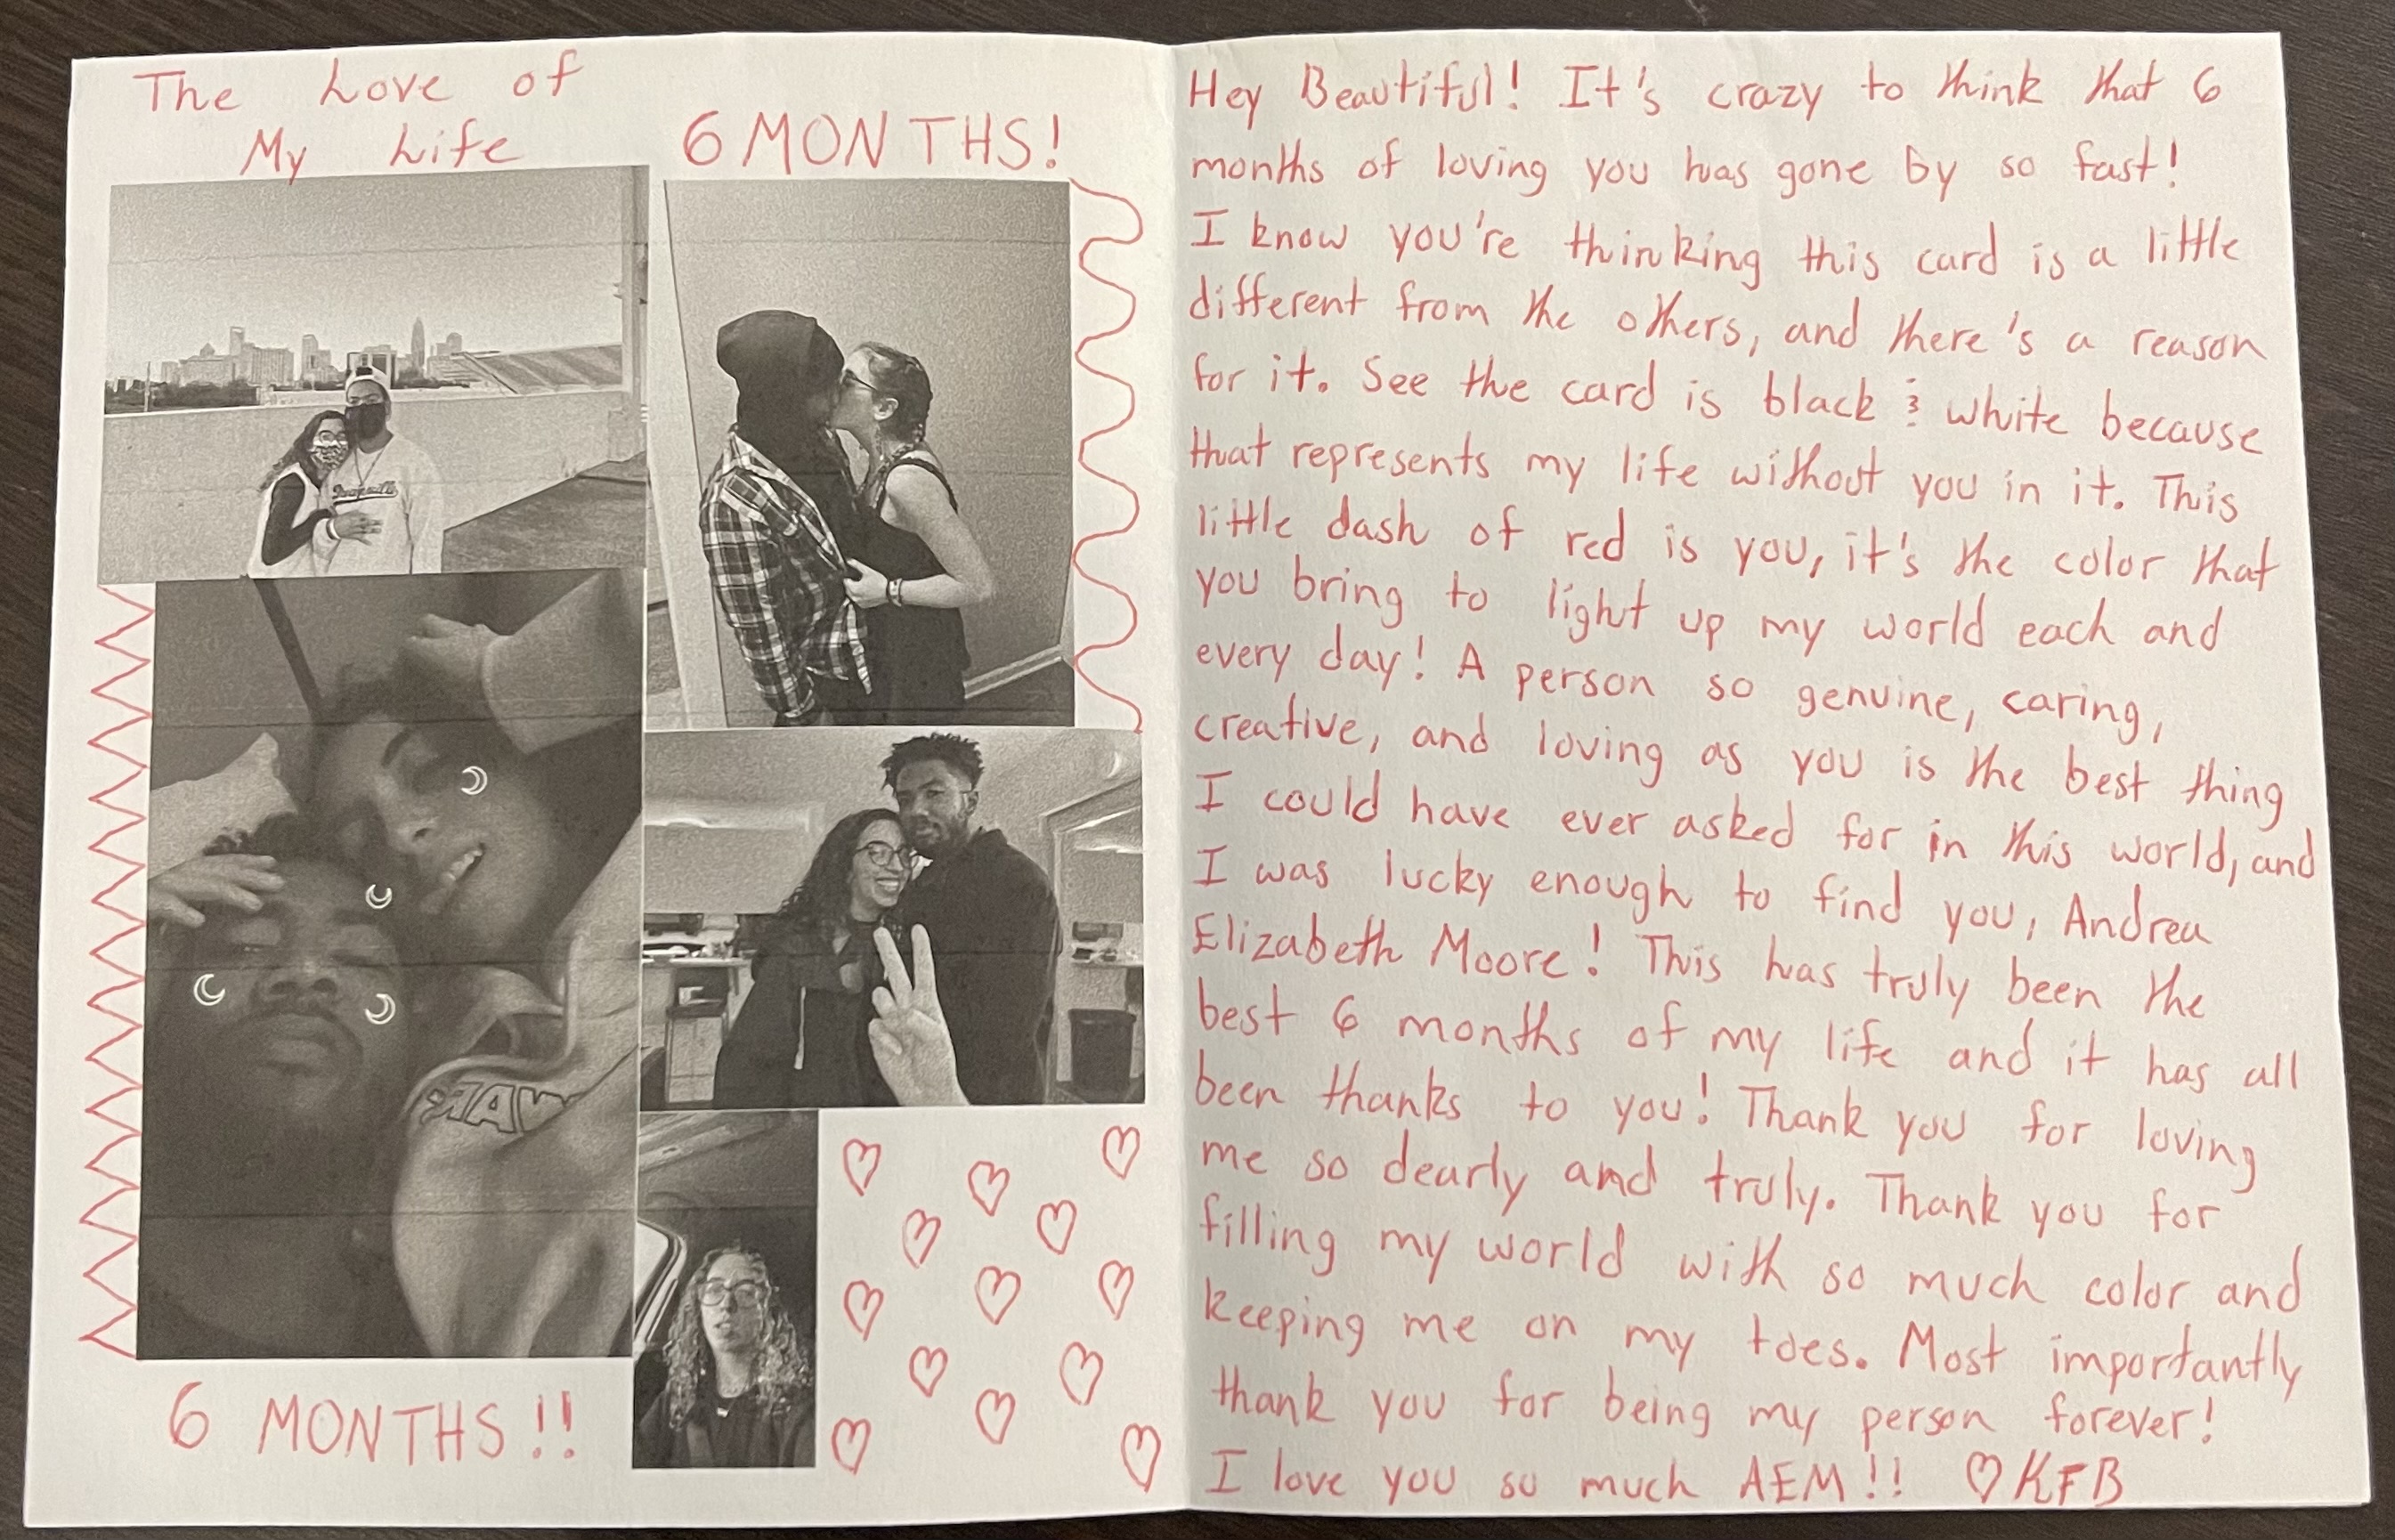 The Love of
My Life
6 MONTHS!
6 MONTHS!!
Hey Beautiful! It's crazy to think that 6
months of loving you has gone by so fast!
I know you're thinking this card is a little
different from the others, and there's a reason
for it. See the card is black & white because
that represents my life without you in it. This
little dash of red is you, it's the color that
you bring to light up my world each and
every day! A person so genuine, caring,
creative, and loving as you is the best thing
I could have ever asked for in this world, and
I was lucky enough to find you, Andrea
Elizabeth Moore! This has truly been the
best 6 months of my life and it has all
been thanks to you! Thank you for loving
me so dearly and truly. Thank you for
filling my world with so much color and
keeping me on my toes. Most importantly
thank you for being my person forever!
I love you so much AEM!! ♡ KFB